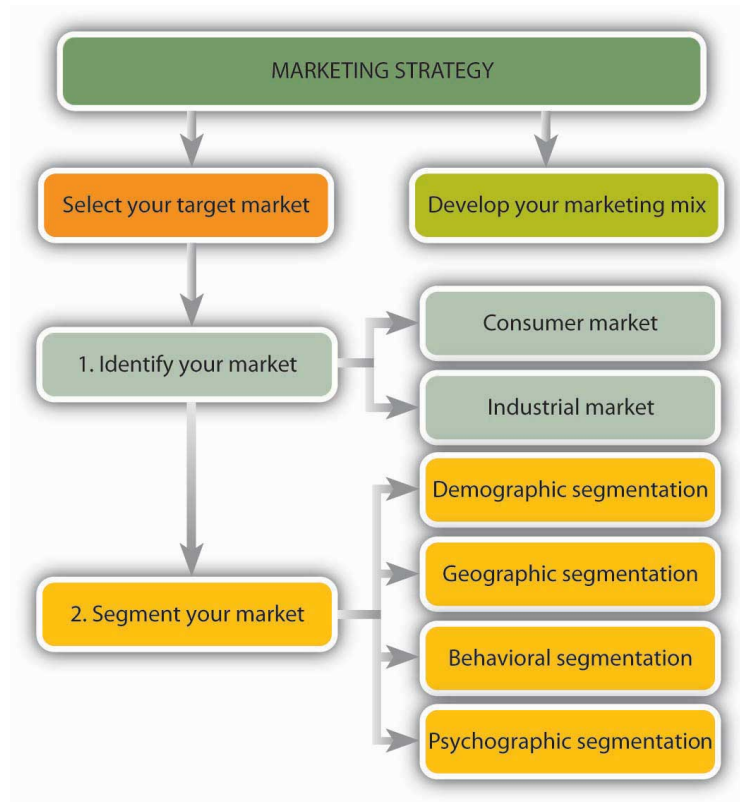 MARKETING STRATEGY
Select your target market
Develop your marketing mix
1. Identify your market
Consumer market
Industrial market
2. Segment your market
Demographic segmentation
Geographic segmentation
Behavioral segmentation
Psychographic segmentation